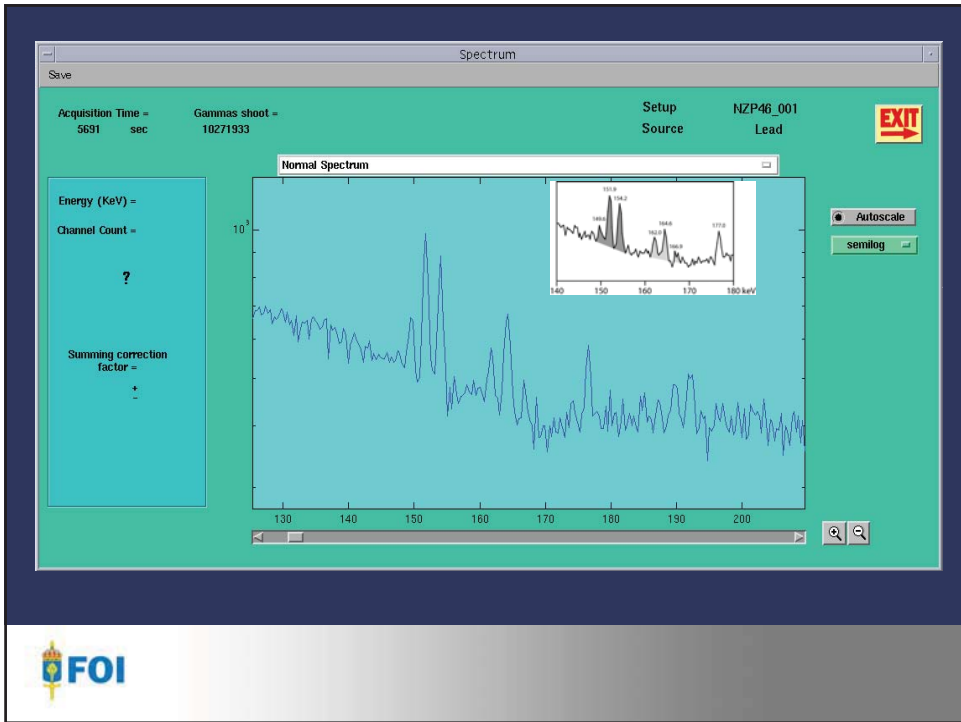 Spectrum
Save
Acquisition Time =
5691 sec
Gammas shoot =
10271933
Setup NZP46_001
Source Lead
EXIT
Normal Spectrum
Energy (KeV) =
Channel Count =
?
Summing correction
factor =
+
-
10³
151.9
154.2
149.6
162.0
164.6
166.9
177.0
140 150 160 170 180 keV
Autoscale
semilog
130 140 150 160 170 180 190 200
FOI